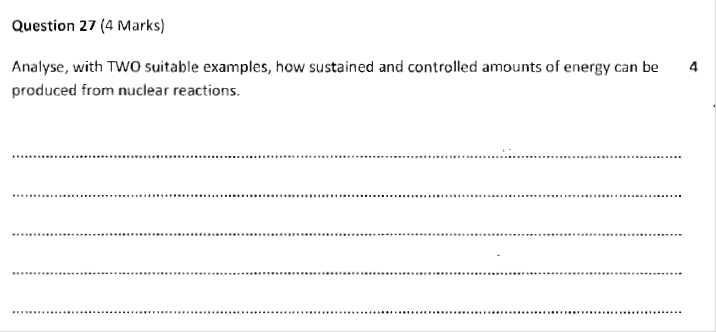 Question 27 (4 Marks)
Analyse, with TWO suitable examples, how sustained and controlled amounts of energy can be 4
produced from nuclear reactions.